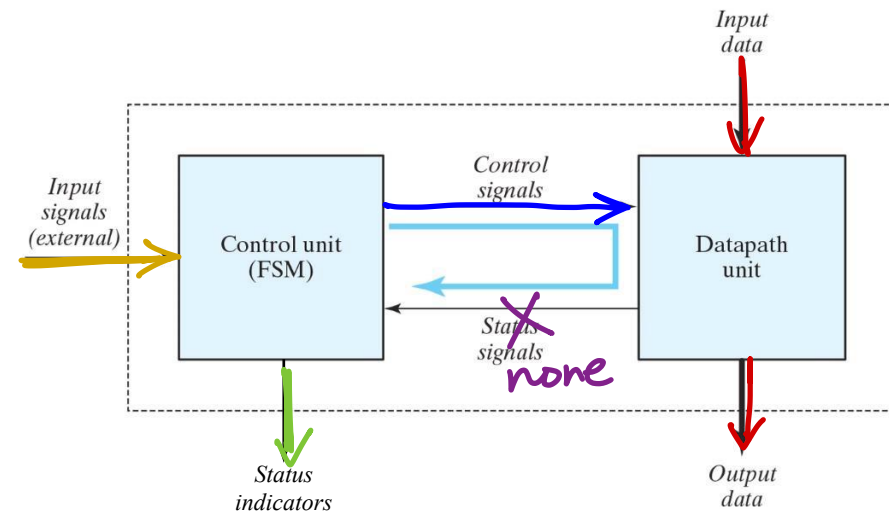 Input
data
Input
signals
(external)
Control
signals
Control unit
(FSM)
Datapath
unit
Status
signals
none
Status
indicators
Output
data